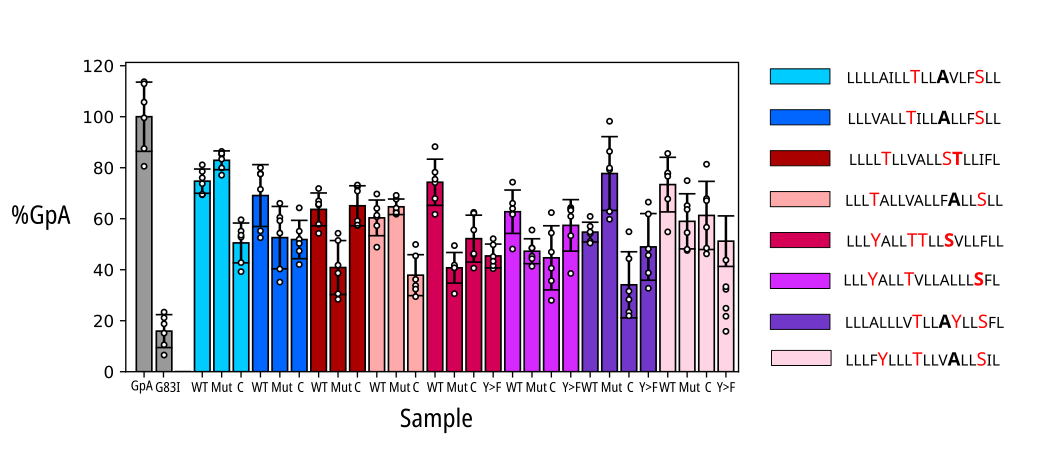 120
100
80
60
40
20
0
%GpA
GpA G83I WT Mut C WT Mut C WT Mut C WT Mut C WT Mut C Y>F WT Mut C Y>F WT Mut C Y>F WT Mut C Y>F
Sample
LLLLAILLTLLAVLFSLL
LLLVALLTILLALLFSLL
LLLLTLLVALLSTLLIFL
LLLTALLVALLFALLSLL
LLLYALLTTLLSVLLFLL
LLLYALLTVLLALLLSFL
LLLALLLVTLLAYLLSFL
LLLFYLLLTLLVALLSIL